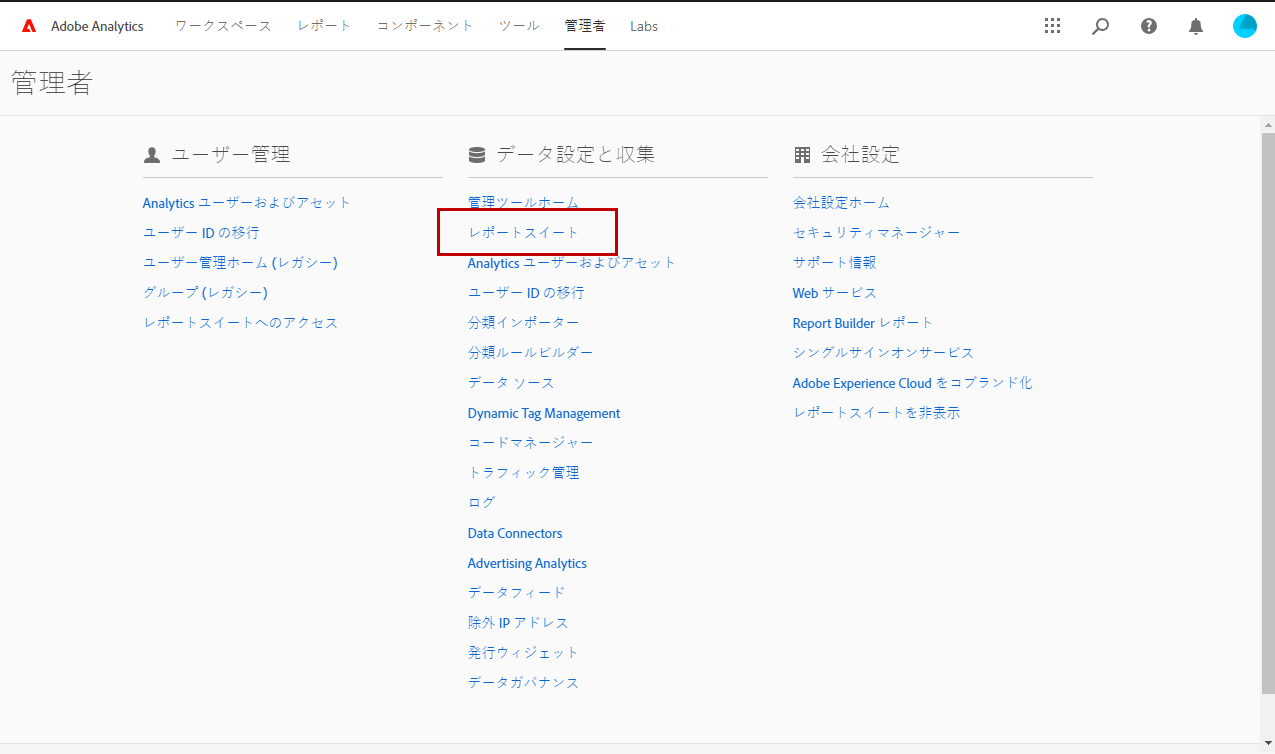 Adobe Analytics ワークスペース レポート コンポーネント ツール 管理者 Labs
管理者
ユーザー管理
Analytics ユーザーおよびアセット
ユーザー ID の移行
ユーザー管理ホーム (レガシー)
グループ (レガシー)
レポートスイートへのアクセス
データ設定と収集
管理ツールホーム
レポートスイート
Analytics ユーザーおよびアセット
ユーザー ID の移行
分類インポーター
分類ルールビルダー
データ ソース
Dynamic Tag Management
コードマネージャー
トラフィック管理
ログ
Data Connectors
Advertising Analytics
データフィード
除外 IP アドレス
発行ウィジェット
データガバナンス
会社設定
会社設定ホーム
セキュリティマネージャー
サポート情報
Web サービス
Report Builder レポート
シングルサインオンサービス
Adobe Experience Cloud をコブランド化
レポートスイートを非表示